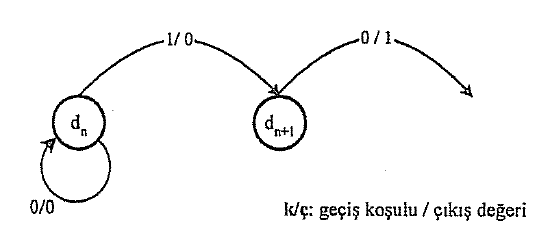 1/ 0
0 / 1
dn
dn+1
0/0
k/ç: geçiş koşulu / çıkış değeri